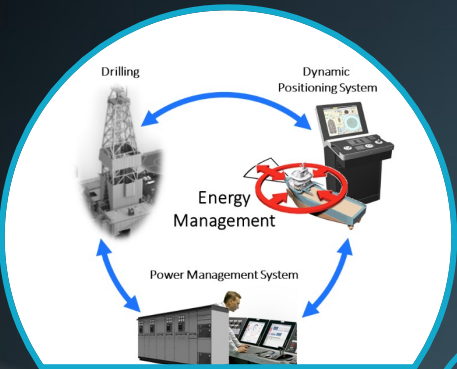 Drilling
Dynamic
Positioning System
Energy
Management
Power Management System